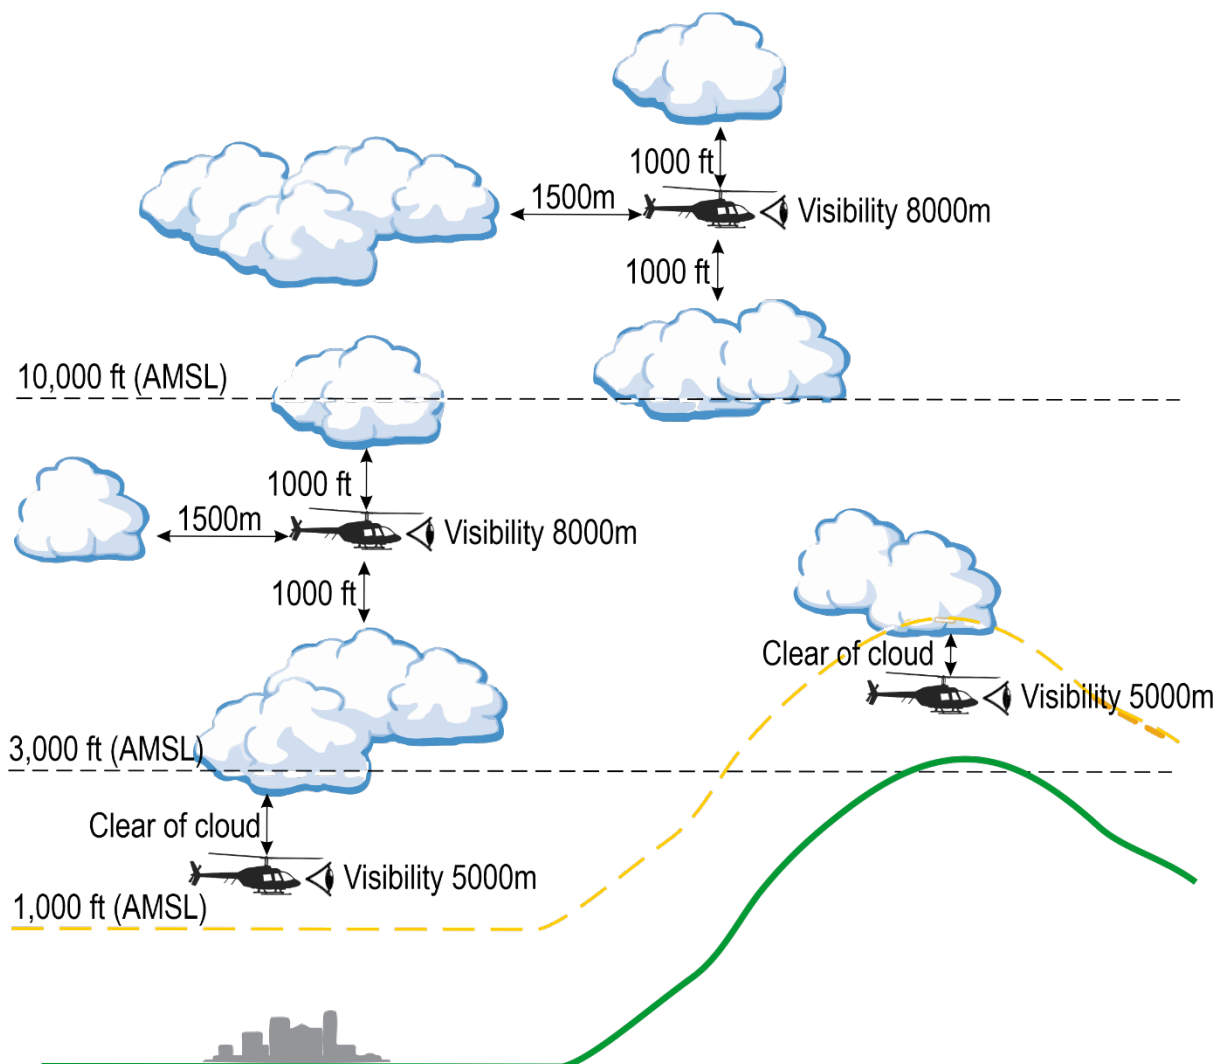 1000 ft
1500m
Visibility 8000m
1000 ft
10,000 ft (AMSL)
1000 ft
1500m
Visibility 8000m
1000 ft
Clear of cloud
Visibility 5000m
3,000 ft (AMSL)
Clear of cloud
Visibility 5000m
1,000 ft (AMSL)